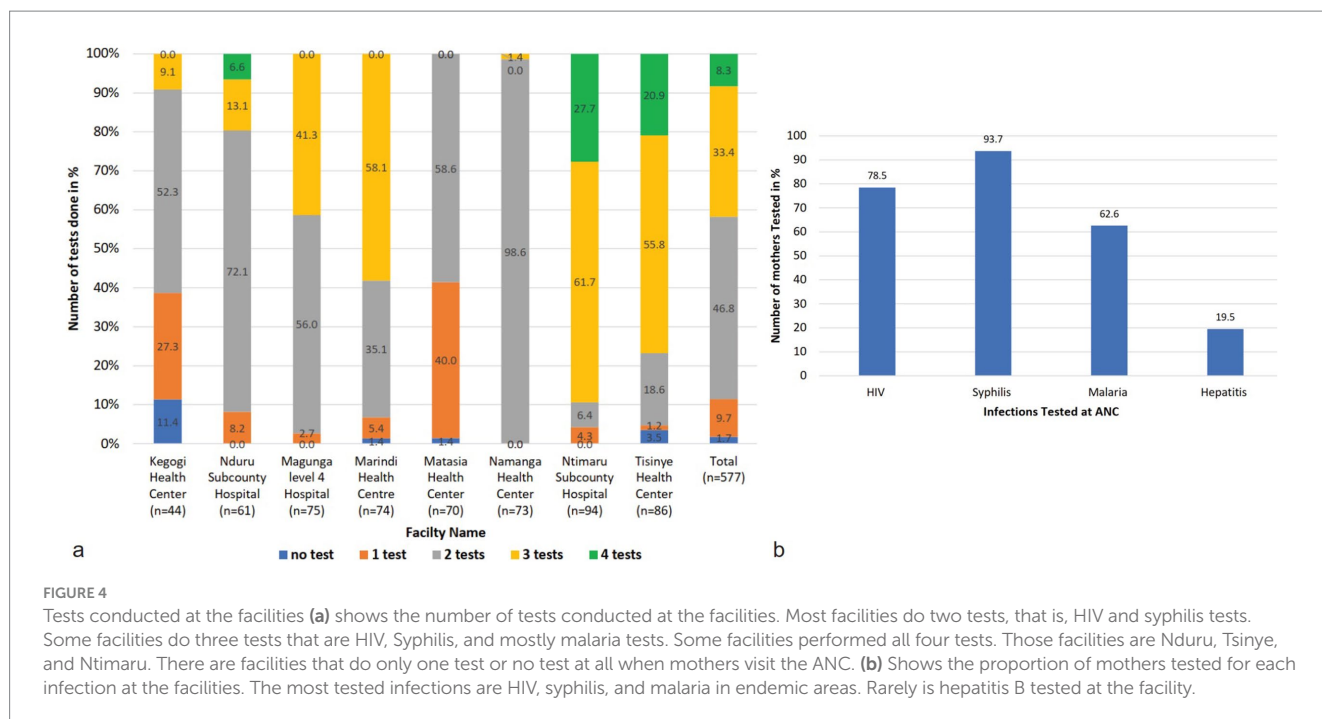 100%
90%
80%
70%
60%
50%
40%
30%
20%
10%
0%
Number of tests done in %
0.0
9.1
52.3
27.3
11.4
6.6
13.1
72.1
8.2
0.0
0.0
41.3
56.0
2.7
0.0
0.0
58.1
35.1
5.4
1.4
0.0
58.6
40.0
1.4
0.0
1.4
0.0
98.6
0.0
27.7
61.7
6.4
4.3
0.0
20.9
55.8
18.6
1.2
3.5
8.3
33.4
46.8
9.7
1.7
Kegogi
Health
Center
(n=44)
Nduru
Subcounty
Hospital
(n=61)
Magunga
level 4
Hospital
(n=75)
Marindi
Health
Centre
(n=74)
Matasia
Health
Center
(n=70)
Namanga
Health
Center
(n=73)
Ntimaru
Subcounty
Hospital
(n=94)
Tisinye
Health
Center
(n=86)
Total
(n=577)
Facilty Name
a
no test 1 test 2 tests 3 tests 4 tests
100
90
80
70
60
50
40
30
20
10
0
Number of mothers Tested in %
78.5
93.7
62.6
19.5
HIV Syphilis Malaria Hepatitis
Infections Tested at ANC
b
FIGURE 4
Tests conducted at the facilities (a) shows the number of tests conducted at the facilities. Most facilities do two tests, that is, HIV and syphilis tests.
Some facilities do three tests that are HIV, Syphilis, and mostly malaria tests. Some facilities performed all four tests. Those facilities are Nduru, Tsinye,
and Ntimaru. There are facilities that do only one test or no test at all when mothers visit the ANC. (b) Shows the proportion of mothers tested for each
infection at the facilities. The most tested infections are HIV, syphilis, and malaria in endemic areas. Rarely is hepatitis B tested at the facility.